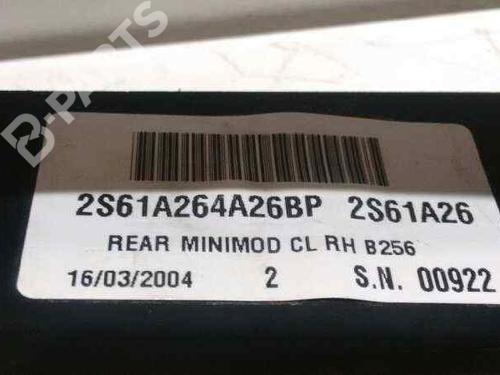 B-PARTS
2S61A264A26BP 2S61A26
REAR MINIMOD CL RH B256
16/03/2004 2 S.N. 00922